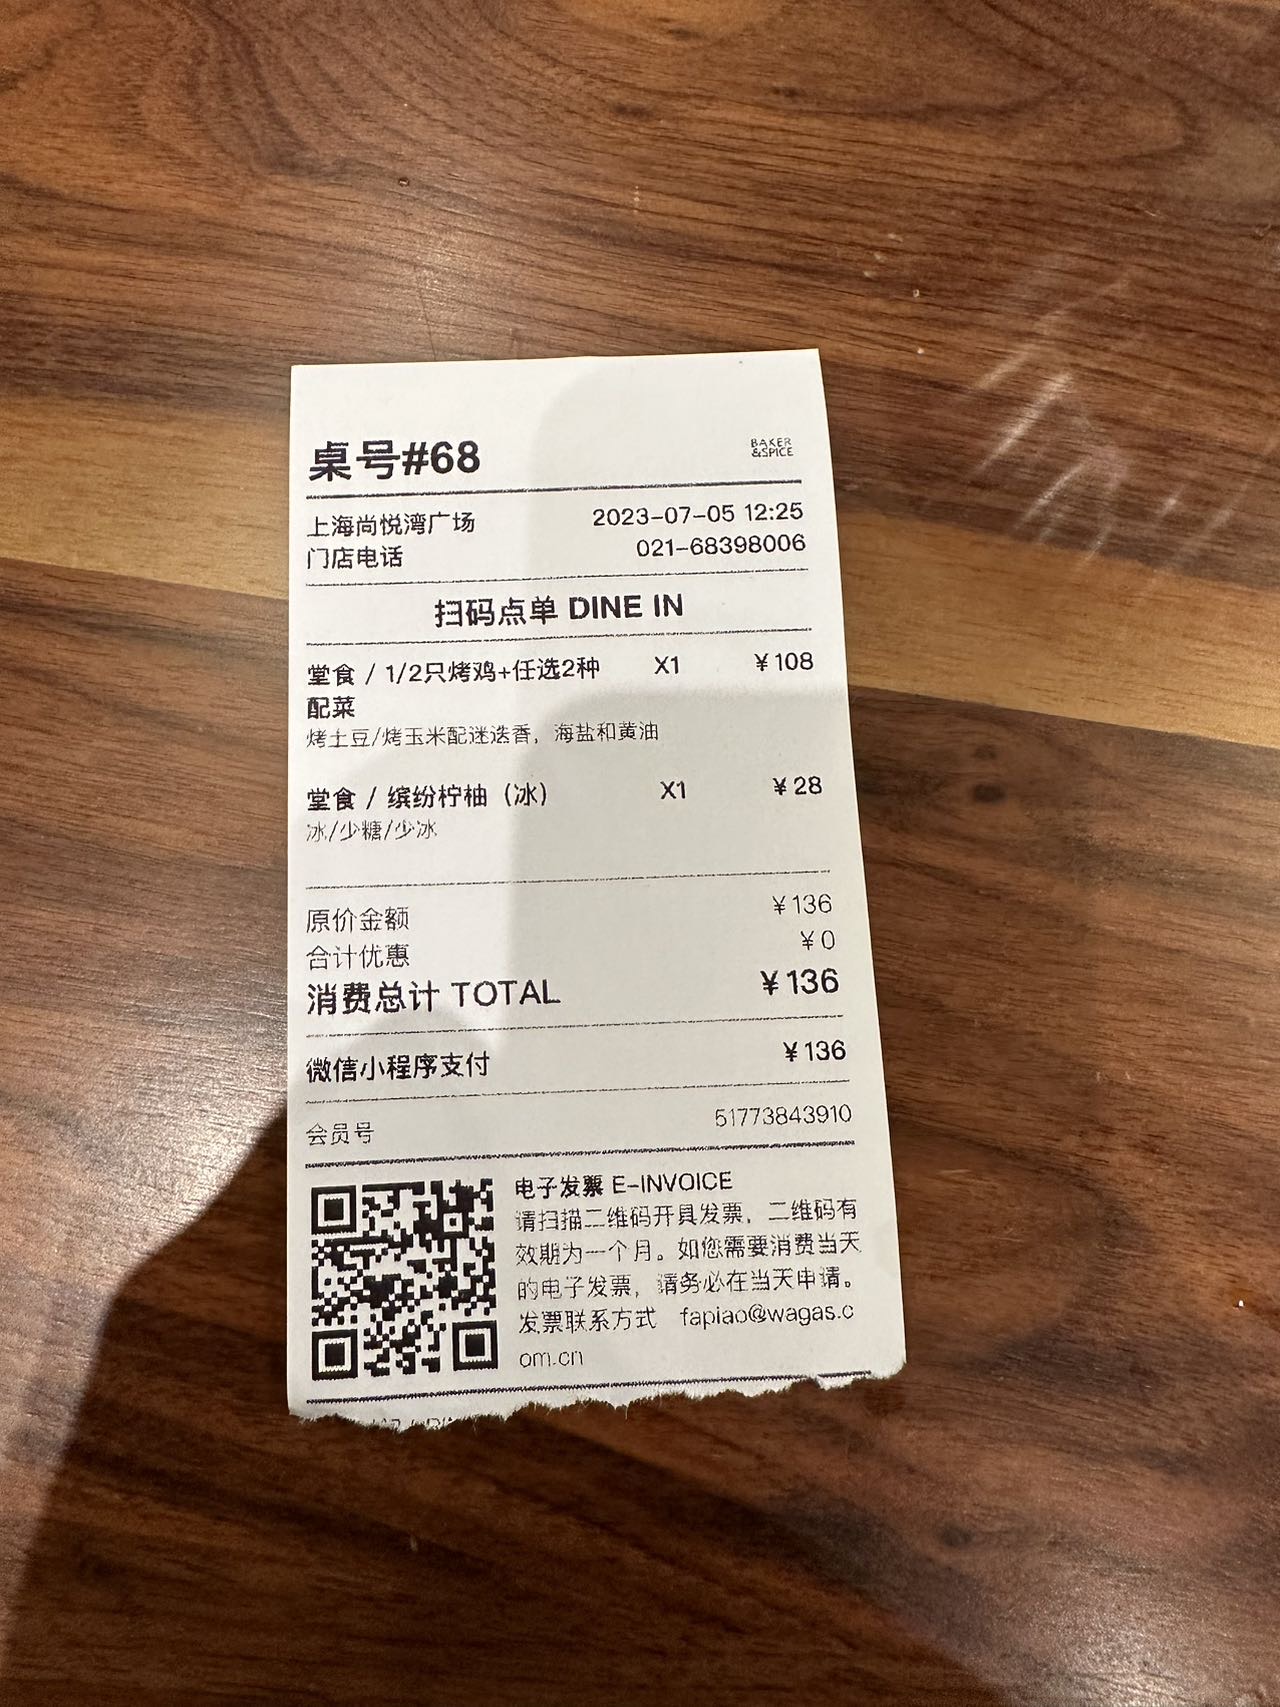 桌号#68
BAKER
&SPICE
上海尚悦湾广场 2023-07-05 12:25
门店电话 021-68398006
扫码点单 DINE IN
堂食 / 1/2只烤鸡+任选2种 X1 ¥108
配菜
烤土豆/烤玉米配迷迭香，海盐和黄油
堂食 / 缤纷柠柚（冰） X1 ¥28
冰/少糖/少冰
原价金额 ¥136
合计优惠 ¥0
消费总计 TOTAL ¥136
微信小程序支付 ¥136
会员号 51773843910
电子发票 E-INVOICE
请扫描二维码开具发票，二维码有
效期为一个月。如您需要消费当天
的电子发票，请务必在当天申请。
发票联系方式 fapiao@wagas.c
om.cn